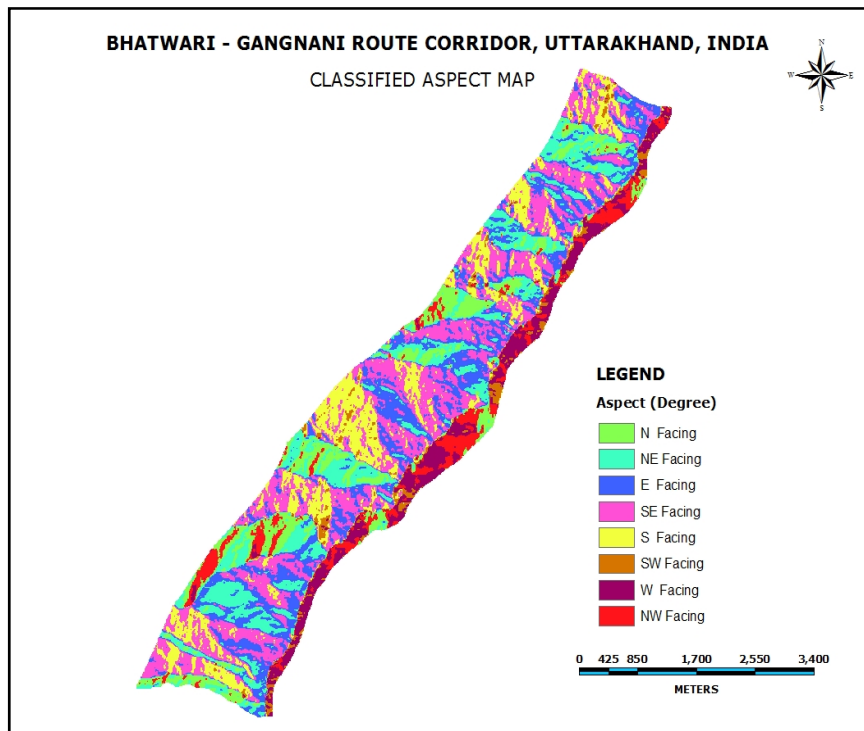 BHATWARI - GANGNANI ROUTE CORRIDOR, UTTARAKHAND, INDIA
CLASSIFIED ASPECT MAP
N
W E
S
LEGEND
Aspect (Degree)
N Facing
NE Facing
E Facing
SE Facing
S Facing
SW Facing
W Facing
NW Facing
0 425 850 1,700 2,550 3,400
METERS